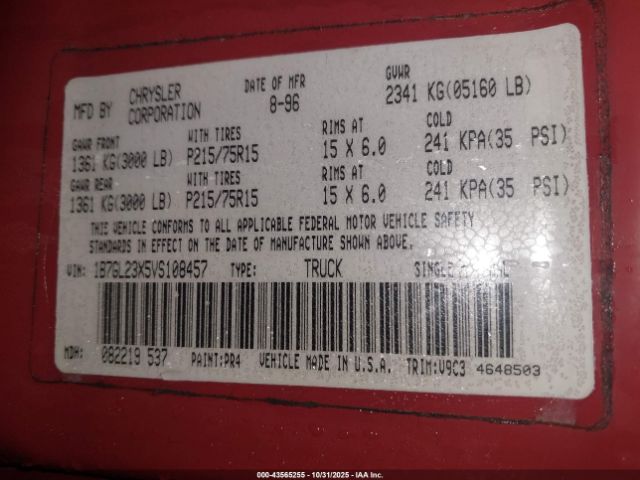 MFD BY CHRYSLER CORPORATION DATE OF MFR 8-96 GVWR 2341 KG(05160 LB)
GAWR FRONT WITH TIRES RIMS AT COLD
1361 KG(3000 LB) P215/75R15 15 X 6.0 241 KPA(35 PSI)
GAWR REAR WITH TIRES RIMS AT COLD
1361 KG(3000 LB) P215/75R15 15 X 6.0 241 KPA(35 PSI)
THIS VEHICLE CONFORMS TO ALL APPLICABLE FEDERAL MOTOR VEHICLE SAFETY
STANDARDS IN EFFECT ON THE DATE OF MANUFACTURE SHOWN ABOVE.
VIN: 1B7GL23X5VS108457 TYPE: TRUCK SINGLE
MDH: 082219 537 PAINT:PR4 VEHICLE MADE IN U.S.A. TRIM:V9C3 4648503
000-43565255 - 10/31/2025 - IAA Inc.